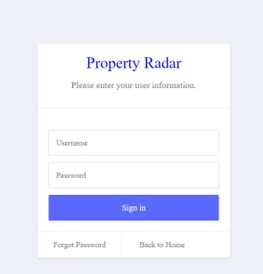 Property Radar
Please enter your user information.
Username
Password
Sign in
Forgot Password
Back to Home